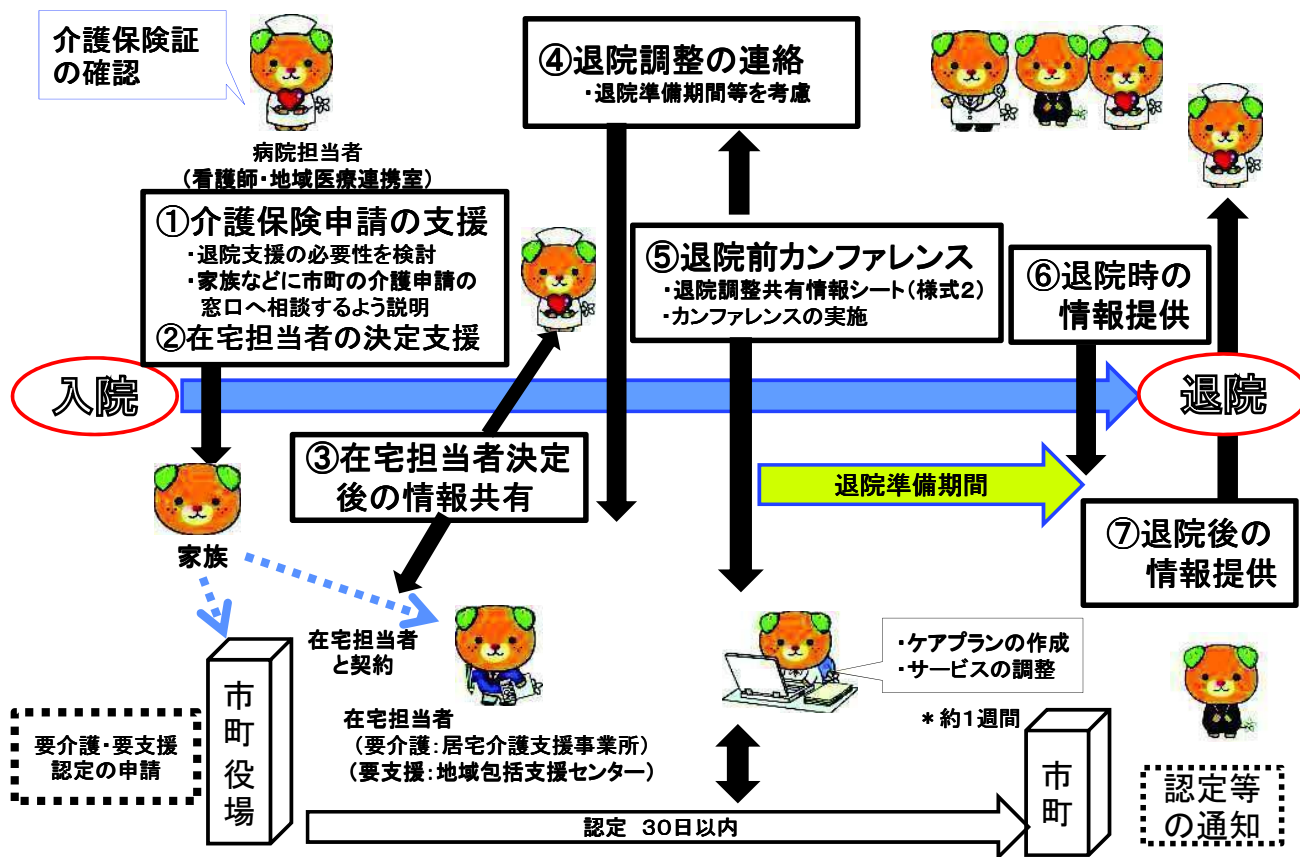 介護保険証
の確認
病院担当者
(看護師・地域医療連携室)
①介護保険申請の支援
・退院支援の必要性を検討
・家族などに市町の介護申請の
窓口へ相談するよう説明
②在宅担当者の決定支援
④退院調整の連絡
・退院準備期間等を考慮
⑤退院前カンファレンス
・退院調整共有情報シート(様式2)
・カンファレンスの実施
⑥退院時の
情報提供
入院
退院
③在宅担当者決定
後の情報共有
退院準備期間
⑦退院後の
情報提供
家族
在宅担当者
と契約
・ケアプランの作成
・サービスの調整
*約1週間
在宅担当者
(要介護:居宅介護支援事業所)
(要支援:地域包括支援センター)
要介護・要支援
認定の申請
市町役場
認定 30日以内
市町
認定等
の通知